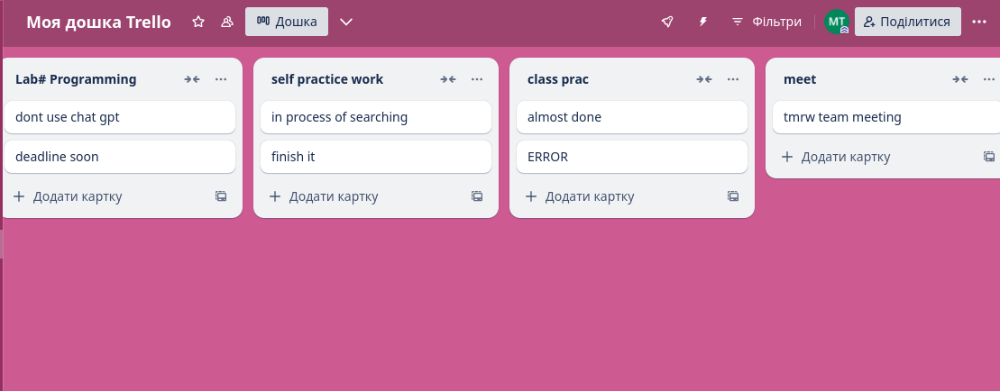 Моя дошка Trello
Дошка
Фільтри
MT
Поділитися
Lab# Programming
dont use chat gpt
deadline soon
Додати картку
self practice work
in process of searching
finish it
Додати картку
class prac
almost done
ERROR
Додати картку
meet
tmrw team meeting
Додати картку